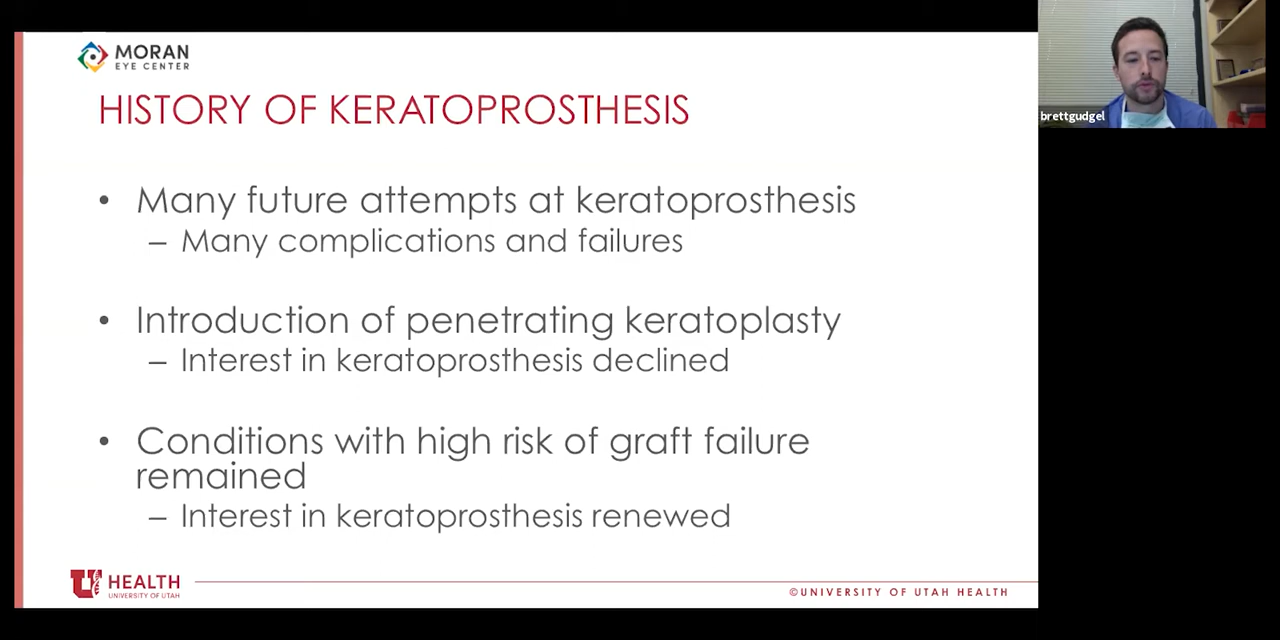 MORAN
EYE CENTER
HISTORY OF KERATOPROSTHESIS
• Many future attempts at keratoprosthesis
– Many complications and failures
• Introduction of penetrating keratoplasty
– Interest in keratoprosthesis declined
• Conditions with high risk of graft failure
remained
– Interest in keratoprosthesis renewed
U HEALTH
UNIVERSITY OF UTAH
©UNIVERSITY OF UTAH HEALTH
brettgudgel